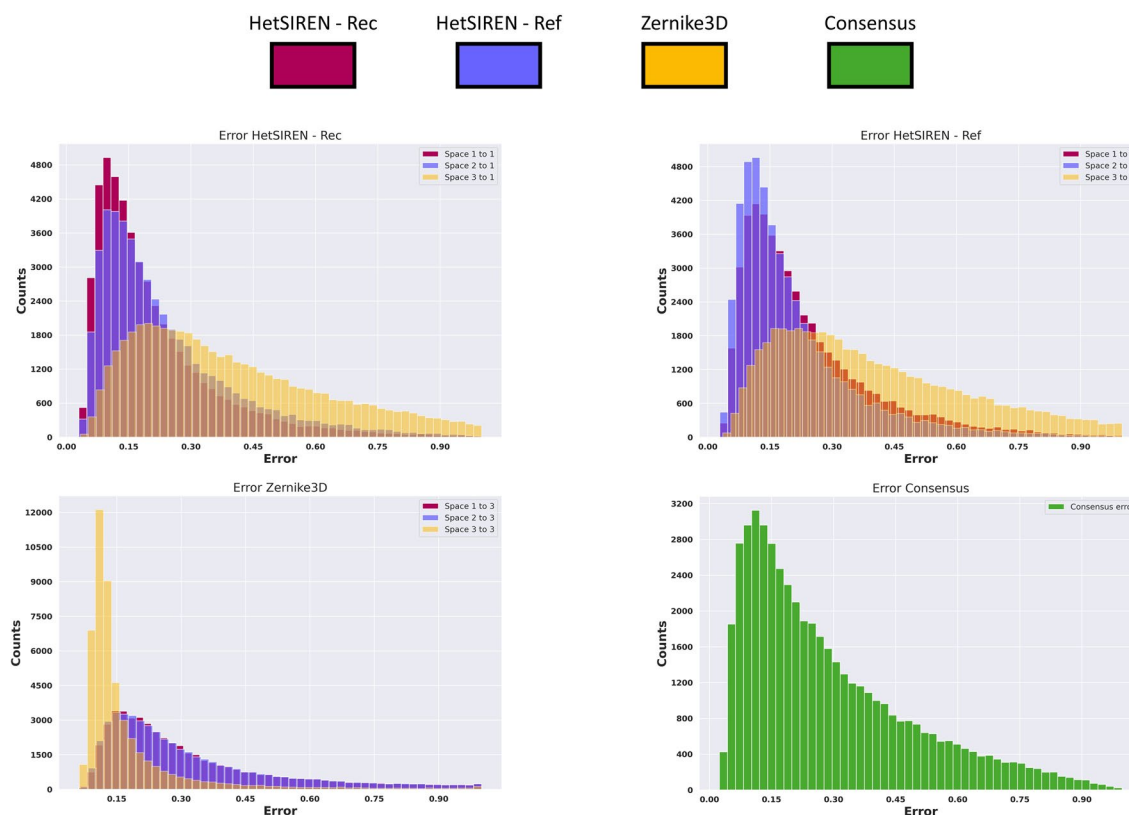 HetSIREN - Rec HetSIREN - Ref Zernike3D Consensus
Error HetSIREN - Rec
Space 1 to 1
Space 2 to 1
Space 3 to 1
Counts
4800
4200
3600
3000
2400
1800
1200
600
0
0.00 0.15 0.30 0.45 0.60 0.75 0.90
Error
Error HetSIREN - Ref
Space 1 to
Space 2 to
Space 3 to
Counts
4800
4200
3600
3000
2400
1800
1200
600
0
0.00 0.15 0.30 0.45 0.60 0.75 0.90
Error
Error Zernike3D
Space 1 to 3
Space 2 to 3
Space 3 to 3
Counts
12000
10500
9000
7500
6000
4500
3000
1500
0
0.15 0.30 0.45 0.60 0.75 0.90
Error
Error Consensus
Consensus error
Counts
3200
2800
2400
2000
1600
1200
800
400
0
0.00 0.15 0.30 0.45 0.60 0.75 0.90
Error